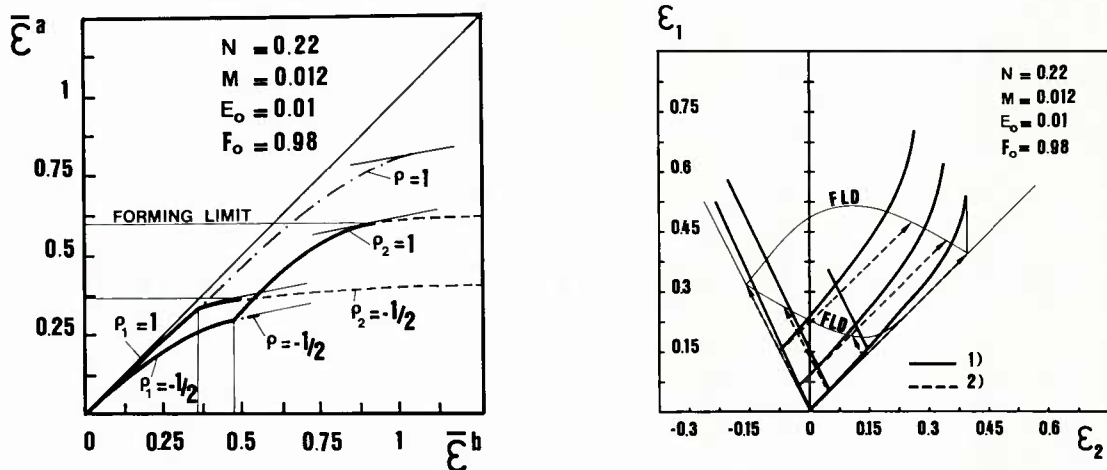 ε̄ᵃ
N = 0.22
M = 0.012
E₀ = 0.01
F₀ = 0.98
1
0.75
ρ = 1
FORMING LIMIT
0.5
ρ₂ = 1
0.25
ρ₁ = 1
ρ₂ = -1/2
ρ = -1/2
ρ₁ = -1/2
0 0.25 0.5 0.75 1 ε̄ᵇ
ε₁
0.75
N = 0.22
M = 0.012
E₀ = 0.01
F₀ = 0.98
0.6
FLD
0.45
0.3
FLD
0.15
1)
2)
-0.3 -0.15 0 0.15 0.3 0.45 0.6 ε₂